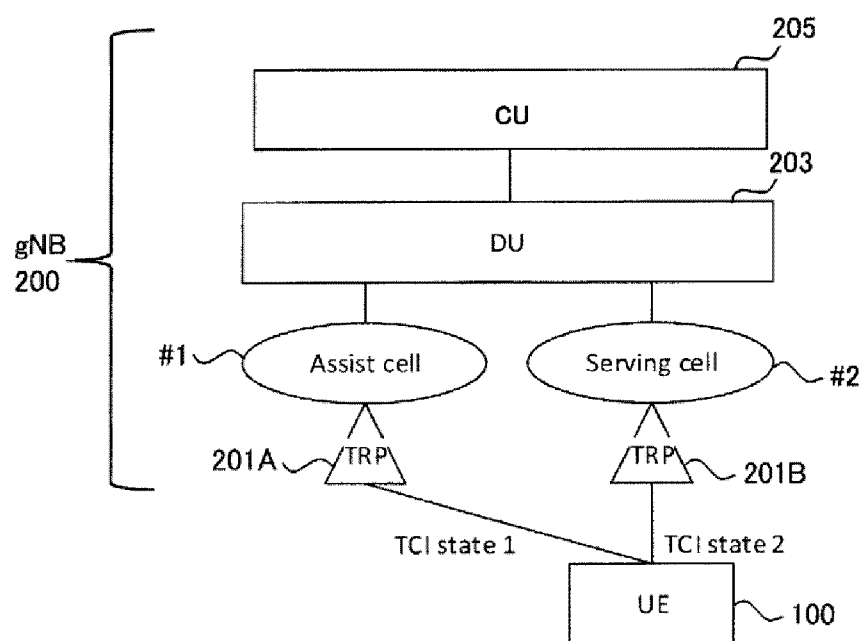 205
CU
203
DU
gNB
200
#1
Assist cell
Serving cell
#2
201A
TRP
TRP
201B
TCI state 1
TCI state 2
UE
100